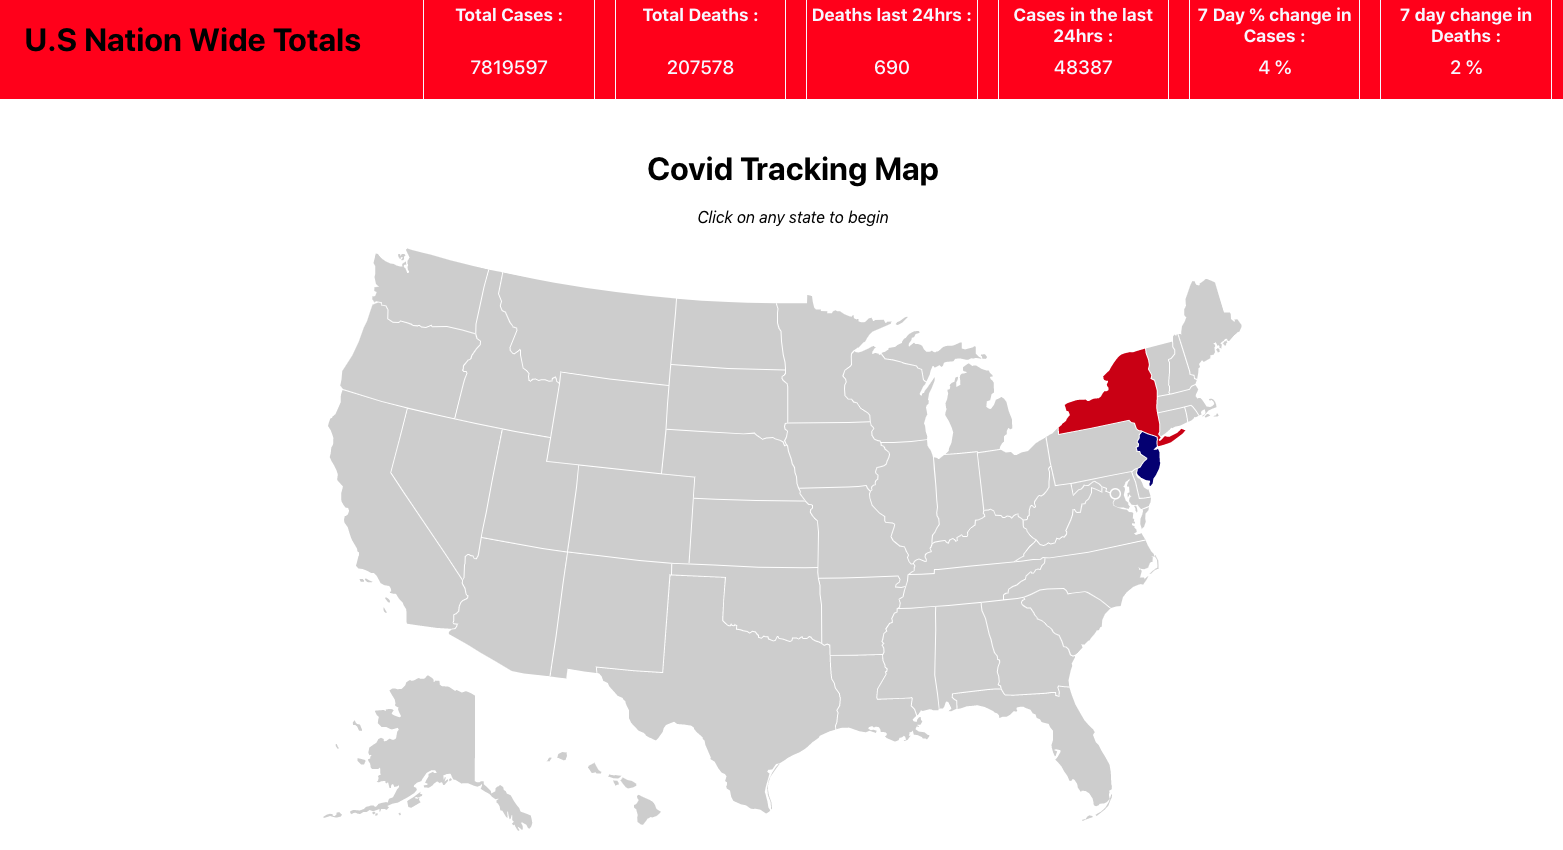 U.S Nation Wide Totals
Total Cases :
7819597
Total Deaths :
207578
Deaths last 24hrs :
690
Cases in the last
24hrs :
48387
7 Day % change in
Cases :
4 %
7 day change in
Deaths :
2 %
Covid Tracking Map
Click on any state to begin